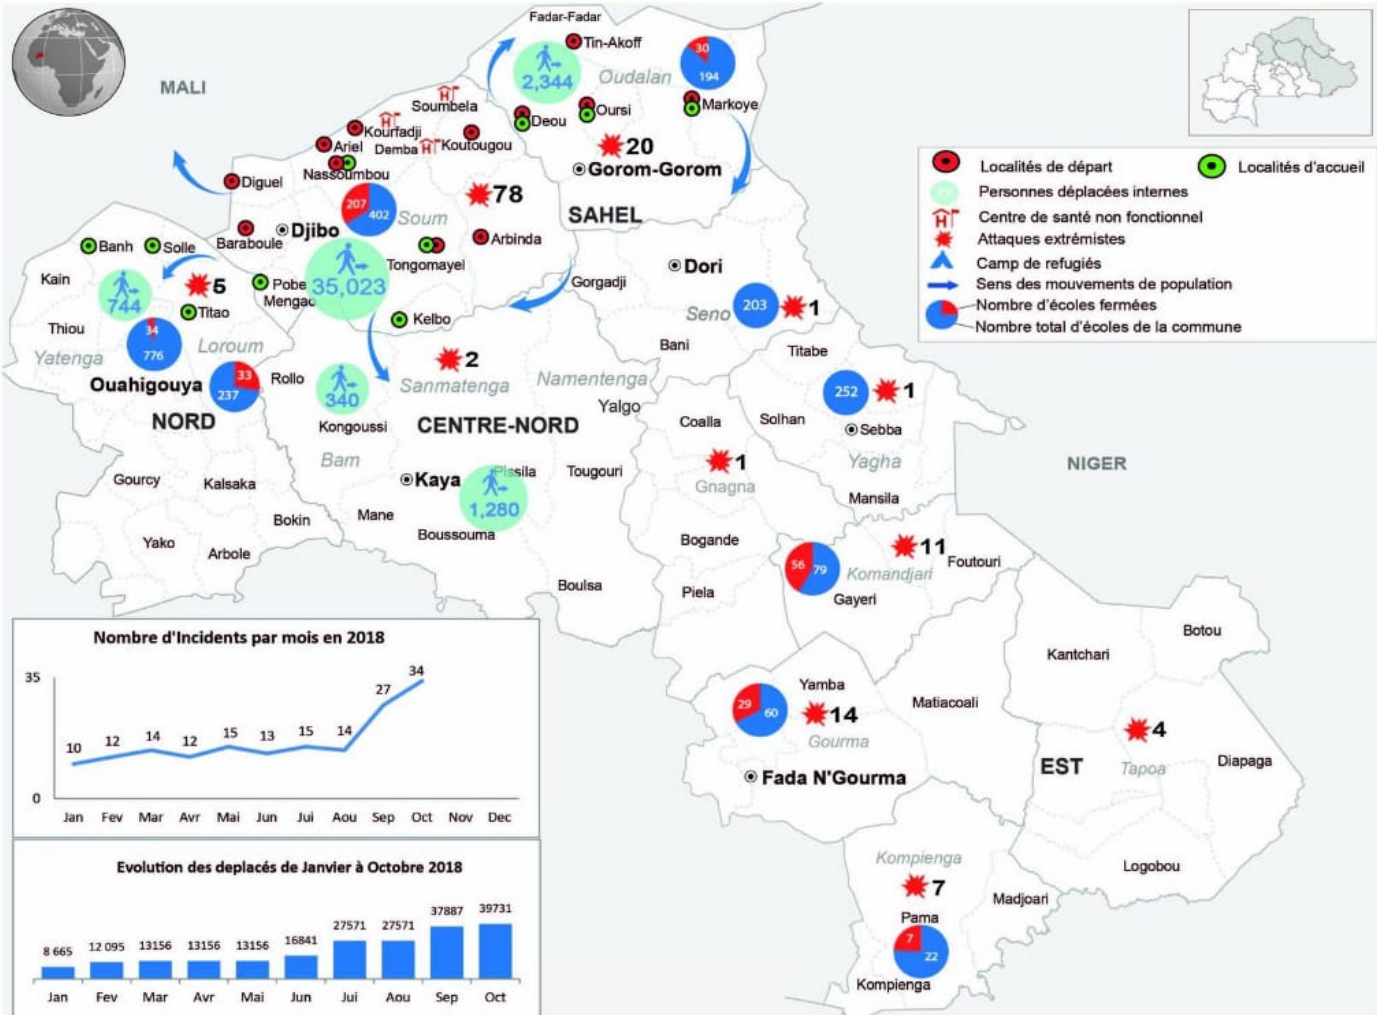 Fadar-Fadar
Tin-Akoff
2,344
Oudalan
30
194
MALI
Soumbela
Kourfadji
Deou
Oursi
Markoye
Ariel
Demba
Koutougou
20
Gorom-Gorom
Nassoumbou
Diguel
78
207
402
Soum
SAHEL
Baraboule
Djibo
Arbinda
Banh
Solle
Tongomayel
Dori
Kain
744
5
Pobe
Mengao
35,023
Gorgadji
Titao
Kelbo
203
Seno
1
Thiou
34
776
Yatenga
Loroum
Bani
Titabe
Ouahigouya
33
237
Rollo
2
Sanmatenga
Namentenga
340
Yalgo
252
1
NORD
Kongoussi
CENTRE-NORD
Coalla
Solhan
Sebba
Bam
1
Gnagna
Yagha
NIGER
Gourcy
Kalsaka
Kaya
Pissila
Tougouri
1,280
Mansila
Mane
Bokin
Boussouma
Yako
Arbole
Bogande
11
56
79
Komandjari
Foutouri
Boulsa
Piela
Gayeri
Botou
Kantchari
Yamba
29
60
14
Gourma
Matiacoali
4
Fada N'Gourma
EST
Tapoa
Diapaga
Kompienga
7
Logobou
Madjoari
Pama
7
22
Kompienga
Localités de départ
Localités d'accueil
Personnes déplacées internes
Centre de santé non fonctionnel
Attaques extrémistes
Camp de refugiés
Sens des mouvements de population
Nombre d'écoles fermées
Nombre total d'écoles de la commune
Nombre d'Incidents par mois en 2018
35
10 12 14 12 15 13 15 14 27 34
0
Jan Fev Mar Avr Mai Jun Jui Aou Sep Oct Nov Dec
Evolution des deplacés de Janvier à Octobre 2018
8 665 12 095 13156 13156 13156 16841 27571 27571 37887 39731
Jan Fev Mar Avr Mai Jun Jui Aou Sep Oct